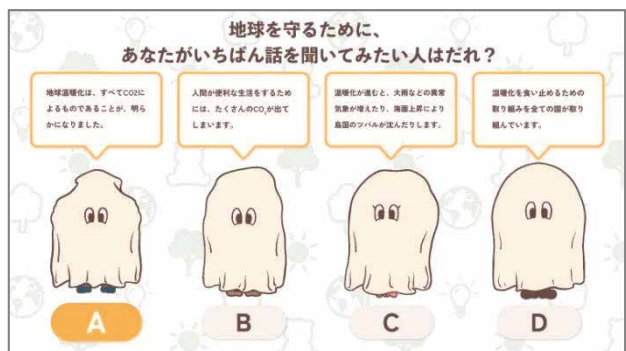 地球を守るために、
あなたがいちばん話を聞いてみたい人はだれ？
地球温暖化は、すべてCO2に
よるものであることが、明ら
かになりました。
人間が便利な生活をするため
には、たくさんのCO₂が出て
しまいます。
温暖化が進むと、大雨などの異常
気象が増えたり、海面上昇により
島国のツバルが沈んだりします。
温暖化を食い止めるための
取り組みを全ての国が取り
組んでいます。
A
B
C
D